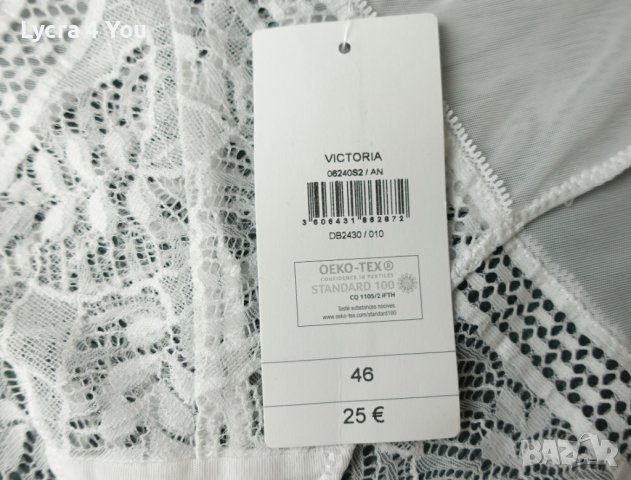 Lycra 4 You
VICTORIA
06240S2 / AN
3 606431 862872
DB2430 / 010
OEKO-TEX®
CONFIDENCE IN TEXTILES
STANDARD 100
CQ 1105/2 IFTH
Testé substances nocives.
www.oeko-tex.com/standard100
46
25 €
BAZAR